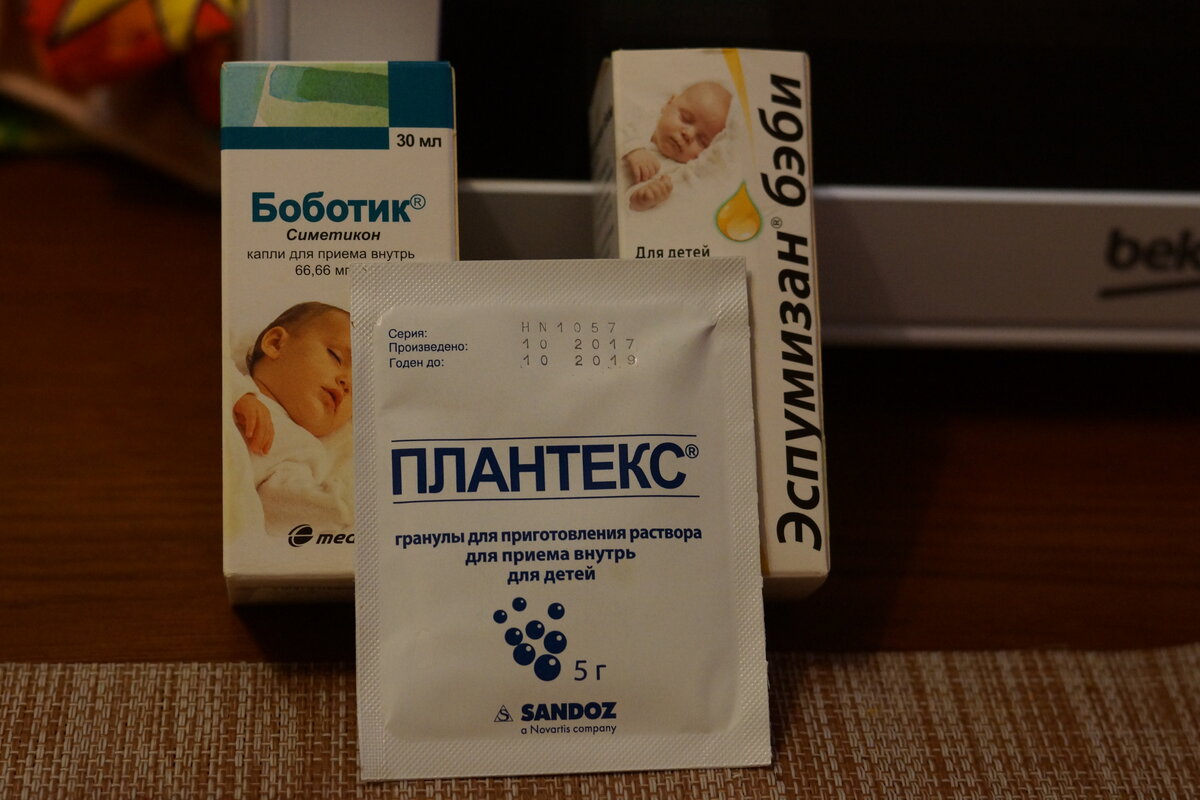 30 мл
Боботик®
Симетикон
капли для приема внутрь
66,66 мг
Эспумизан® бэби
Для детей
Серия: HN1057
Произведено: 10 2017
Годен до: 10 2019
ПЛАНТЕКС®
гранулы для приготовления раствора
для приема внутрь
для детей
5 г
SANDOZ
a Novartis company